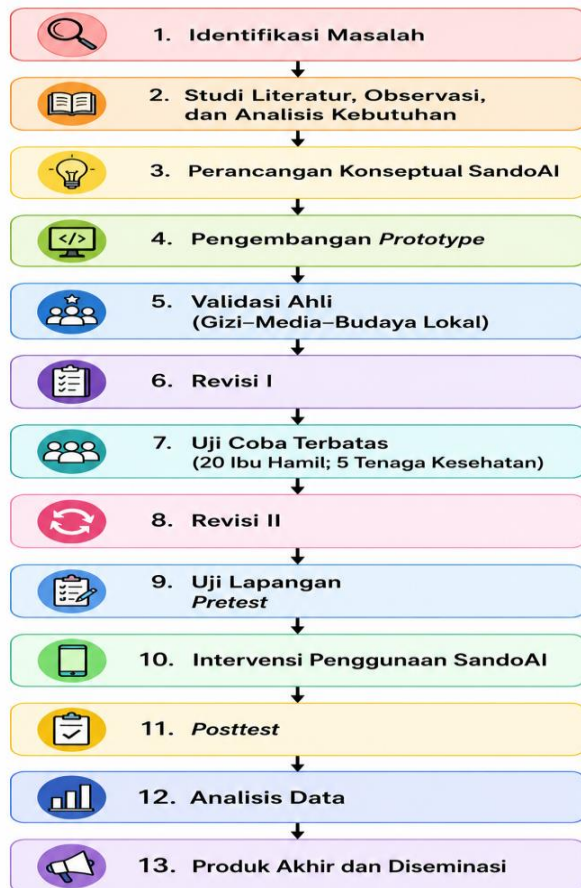 1. Identifikasi Masalah
2. Studi Literatur, Observasi,
dan Analisis Kebutuhan
3. Perancangan Konseptual SandoAI
</>
4. Pengembangan Prototype
5. Validasi Ahli
(Gizi–Media–Budaya Lokal)
6. Revisi I
7. Uji Coba Terbatas
(20 Ibu Hamil; 5 Tenaga Kesehatan)
8. Revisi II
9. Uji Lapangan
Pretest
10. Intervensi Penggunaan SandoAI
11. Posttest
12. Analisis Data
13. Produk Akhir dan Diseminasi